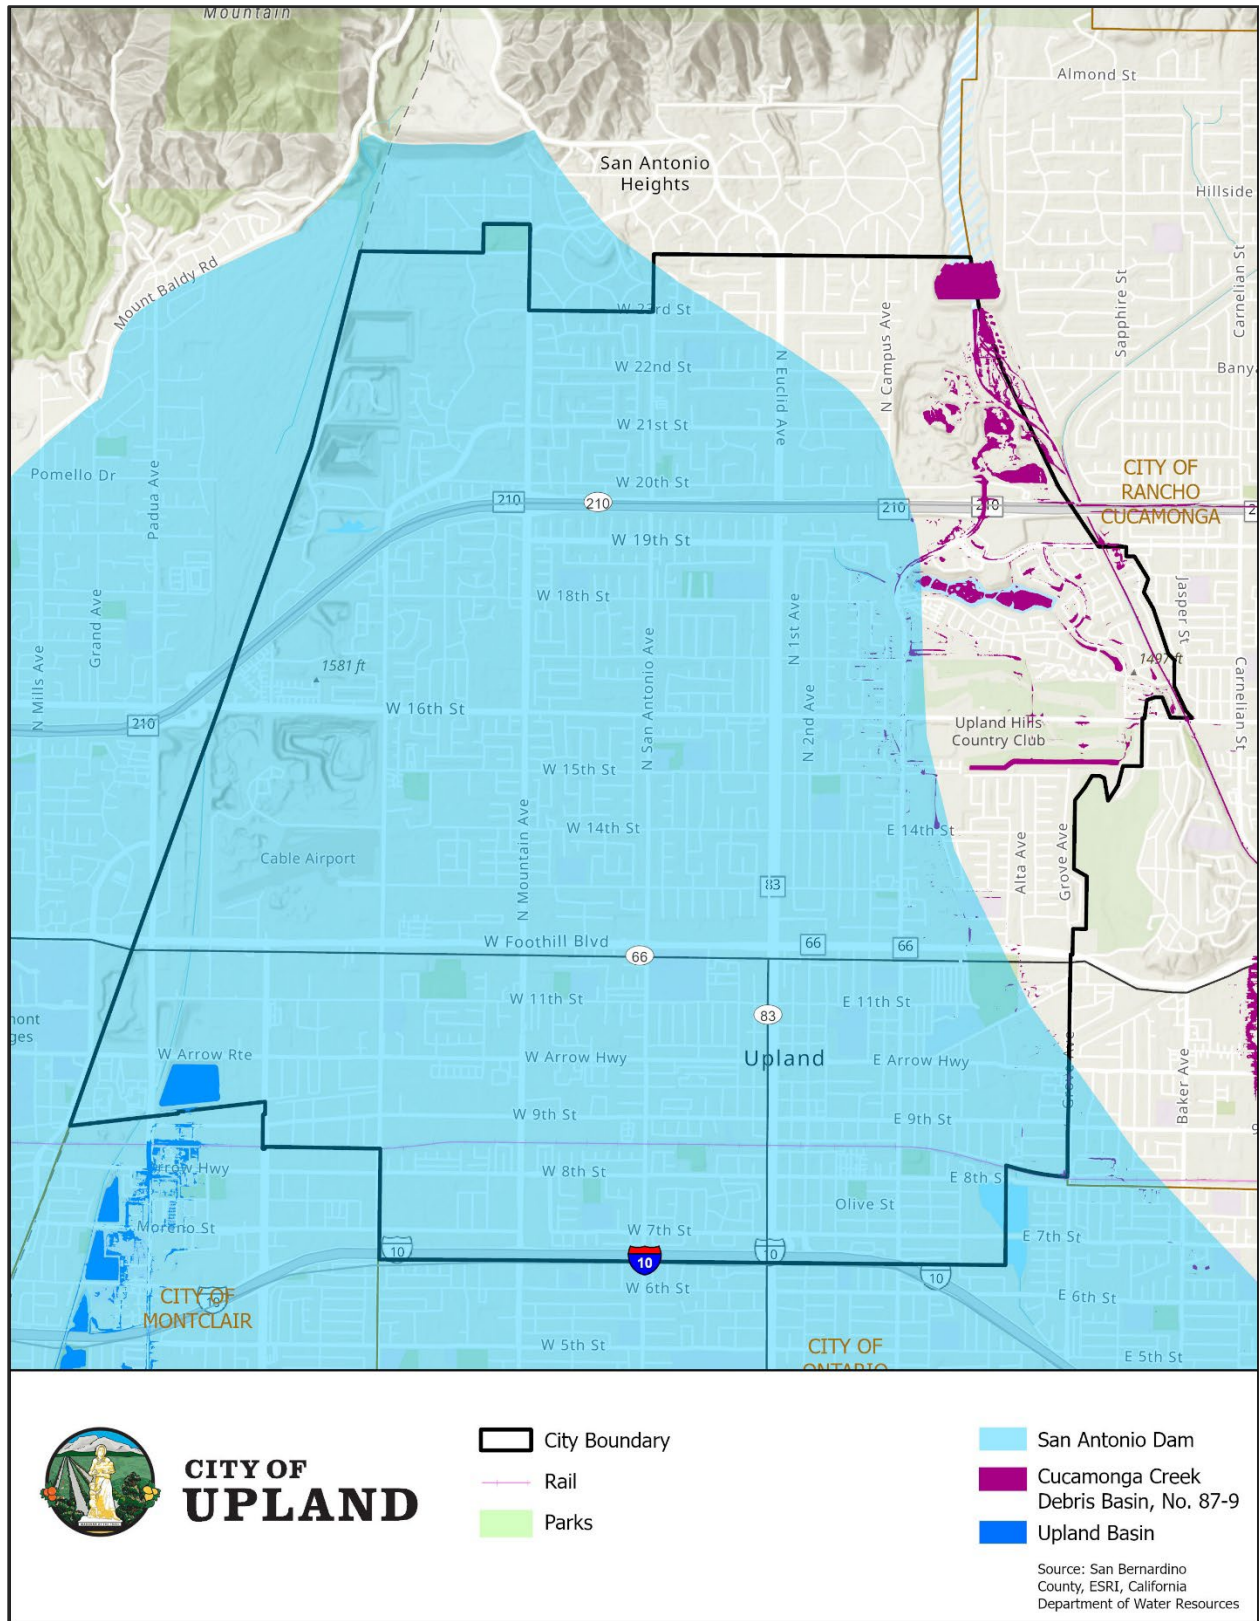 Mountain
Almond St
San Antonio
Heights
Hillside
Mount Baldy Rd
Sapphire St
Carnelian St
W 23rd St
N Campus Ave
N Euclid Ave
W 22nd St
Bany
W 21st St
Pomello Dr
Padua Ave
W 20th St
CITY OF
RANCHO
CUCAMONGA
210
210
210
210
W 19th St
W 18th St
Grand Ave
N 1st Ave
Jasper St
N San Antonio Ave
1581 ft
1497 ft
N Mills Ave
Carnelian St
W 16th St
N 2nd Ave
210
Upland Hills
Country Club
W 15th St
N Mountain Ave
W 14th St
E 14th St
Cable Airport
Alta Ave
Grove Ave
83
W Foothill Blvd
66
66
66
W 11th St
E 11th St
83
mont
ges
W Arrow Rte
W Arrow Hwy
Upland
E Arrow Hwy
Grove Ave
Baker Ave
W 9th St
E 9th St
rrow Hwy
W 8th St
E 8th S
Olive St
Moreno St
W 7th St
E 7th St
10
10
10
10
W 6th St
E 6th St
CITY OF
MONTCLAIR
10
W 5th St
CITY OF
ONTARIO
E 5th St
CITY OF
UPLAND
City Boundary
Rail
Parks
San Antonio Dam
Cucamonga Creek
Debris Basin, No. 87-9
Upland Basin
Source: San Bernardino
County, ESRI, California
Department of Water Resources